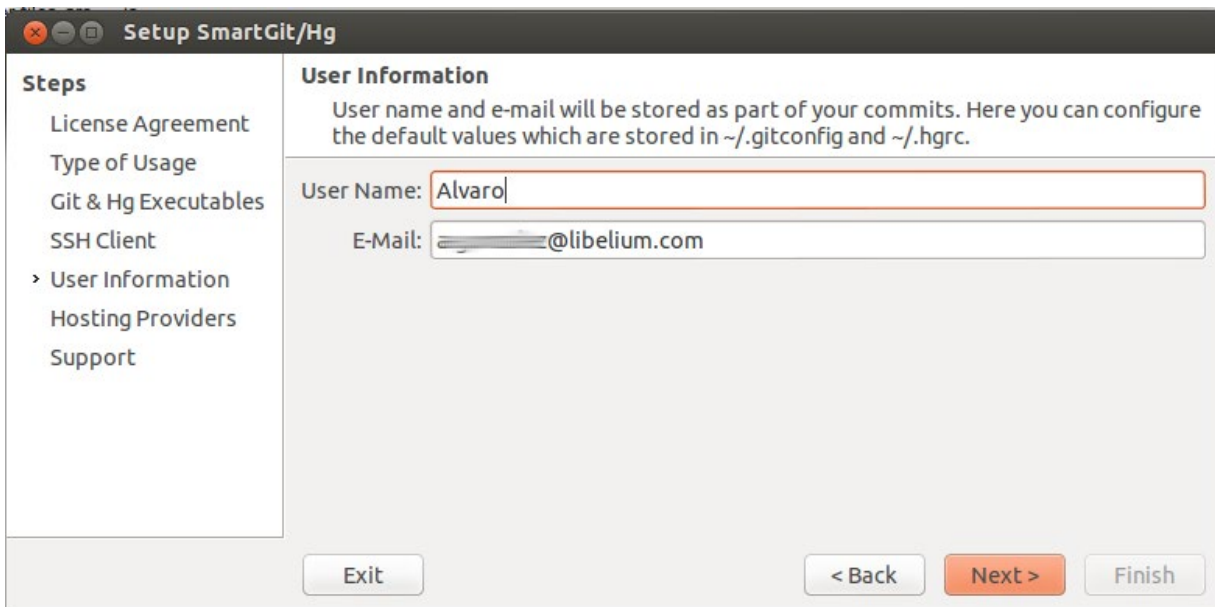 Setup SmartGit/Hg
Steps
License Agreement
Type of Usage
Git & Hg Executables
SSH Client
› User Information
Hosting Providers
Support
User Information
User name and e-mail will be stored as part of your commits. Here you can configure
the default values which are stored in ~/.gitconfig and ~/.hgrc.
User Name: Alvaro
E-Mail: @libelium.com
Exit
< Back
Next >
Finish